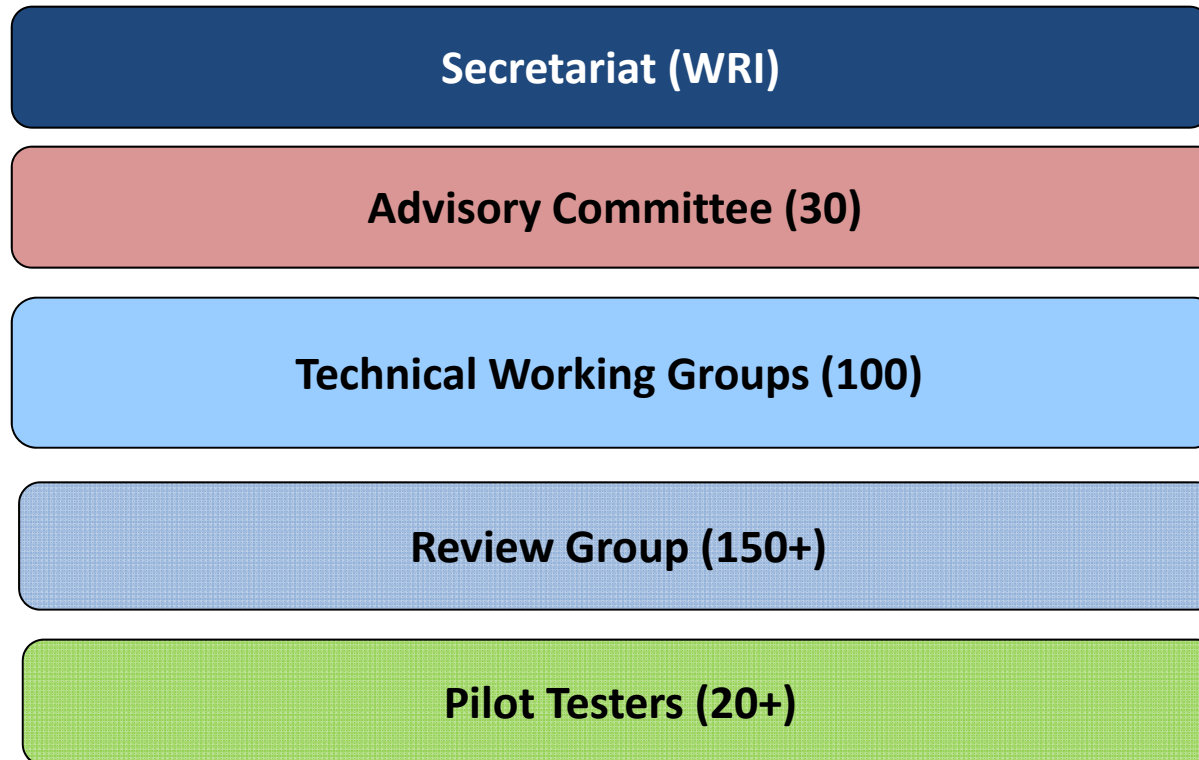 Secretariat (WRI)
Advisory Committee (30)
Technical Working Groups (100)
Review Group (150+)
Pilot Testers (20+)